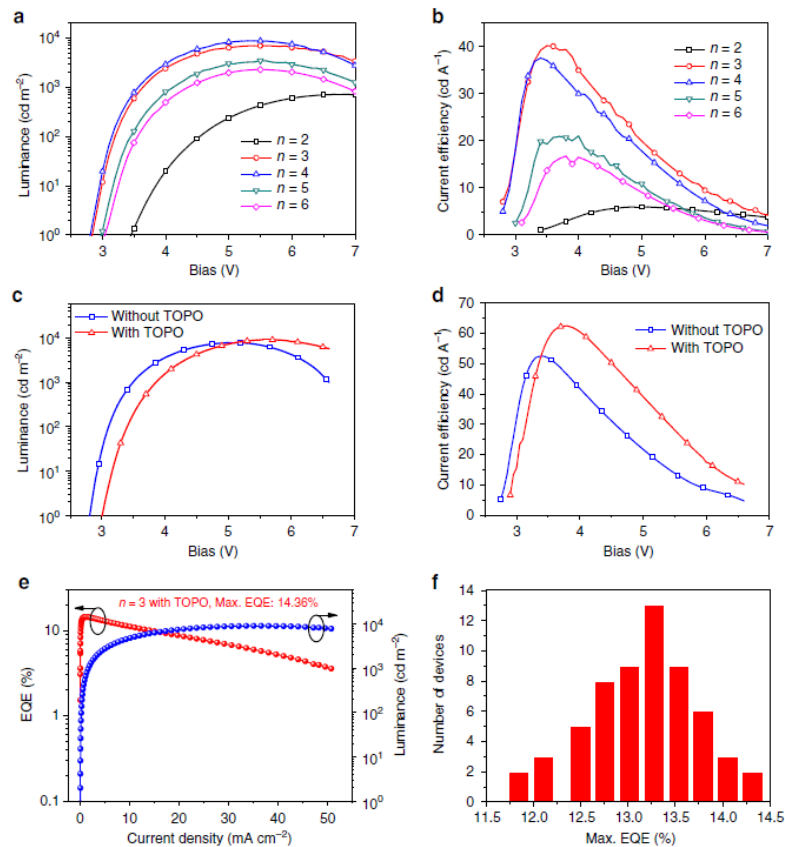 a
Luminance (cd m⁻²)
10⁵
10⁴
10³
10²
10¹
10⁰
3 4 5 6 7
Bias (V)
n = 2
n = 3
n = 4
n = 5
n = 6
b
Current efficiency (cd A⁻¹)
40
30
20
10
0
3 4 5 6 7
Bias (V)
n = 2
n = 3
n = 4
n = 5
n = 6
c
Without TOPO
With TOPO
Luminance (cd m⁻²)
10⁴
10³
10²
10¹
10⁰
3 4 5 6 7
Bias (V)
d
Without TOPO
With TOPO
Current efficiency (cd A⁻¹)
70
60
50
40
30
20
10
0
3 4 5 6 7
Bias (V)
e
n = 3 with TOPO, Max. EQE: 14.36%
EQE (%)
10
1
0.1
0 10 20 30 40 50
Current density (mA cm⁻²)
Luminance (cd m⁻²)
10⁵
10⁴
10³
10²
10¹
10⁰
f
Number of devices
14
12
10
8
6
4
2
0
11.5 12.0 12.5 13.0 13.5 14.0 14.5
Max. EQE (%)